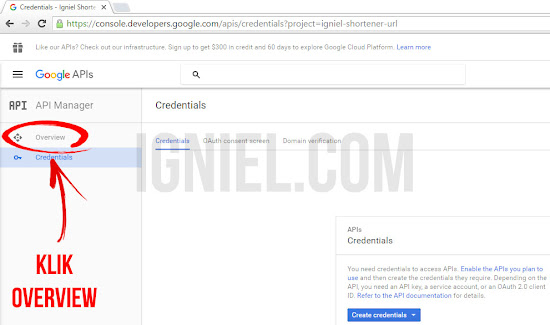 Credentials - Igniel Shorte
https://console.developers.google.com/apis/credentials?project=igniel-shortener-url
Like our APIs? Check out our infrastructure. Sign up to get $300 in credit and 60 days to explore Google Cloud Platform. Learn more
Google APIs
API API Manager
Credentials
Overview
Credentials
Credentials OAuth consent screen Domain verification
IGNIEL.COM
KLIK
OVERVIEW
APIs
Credentials
You need credentials to access APIs. Enable the APIs you plan to
use and then create the credentials they require. Depending on
the API, you need an API key, a service account, or an OAuth 2.0 client
ID. Refer to the API documentation for details.
Create credentials